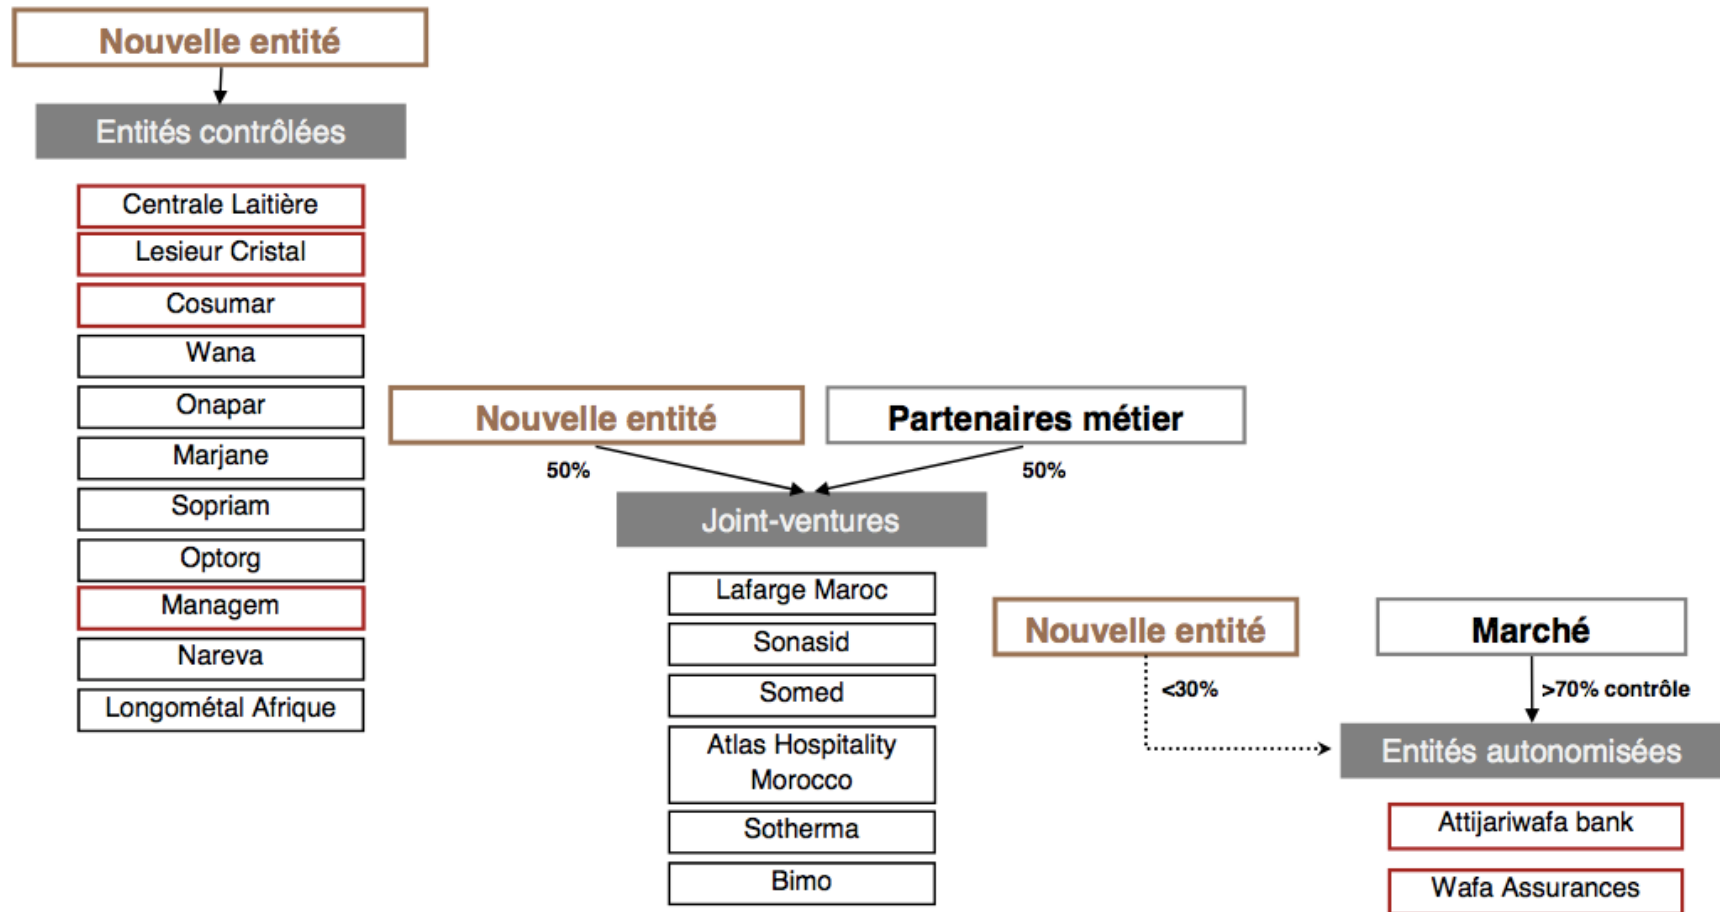 Nouvelle entité
Entités contrôlées
Centrale Laitière
Lesieur Cristal
Cosumar
Wana
Onapar
Marjane
Sopriam
Optorg
Managem
Nareva
Longométal Afrique
Nouvelle entité
Partenaires métier
50%
50%
Joint-ventures
Lafarge Maroc
Sonasid
Somed
Atlas Hospitality
Morocco
Sotherma
Bimo
Nouvelle entité
Marché
<30%
>70% contrôle
Entités autonomisées
Attijariwafa bank
Wafa Assurances